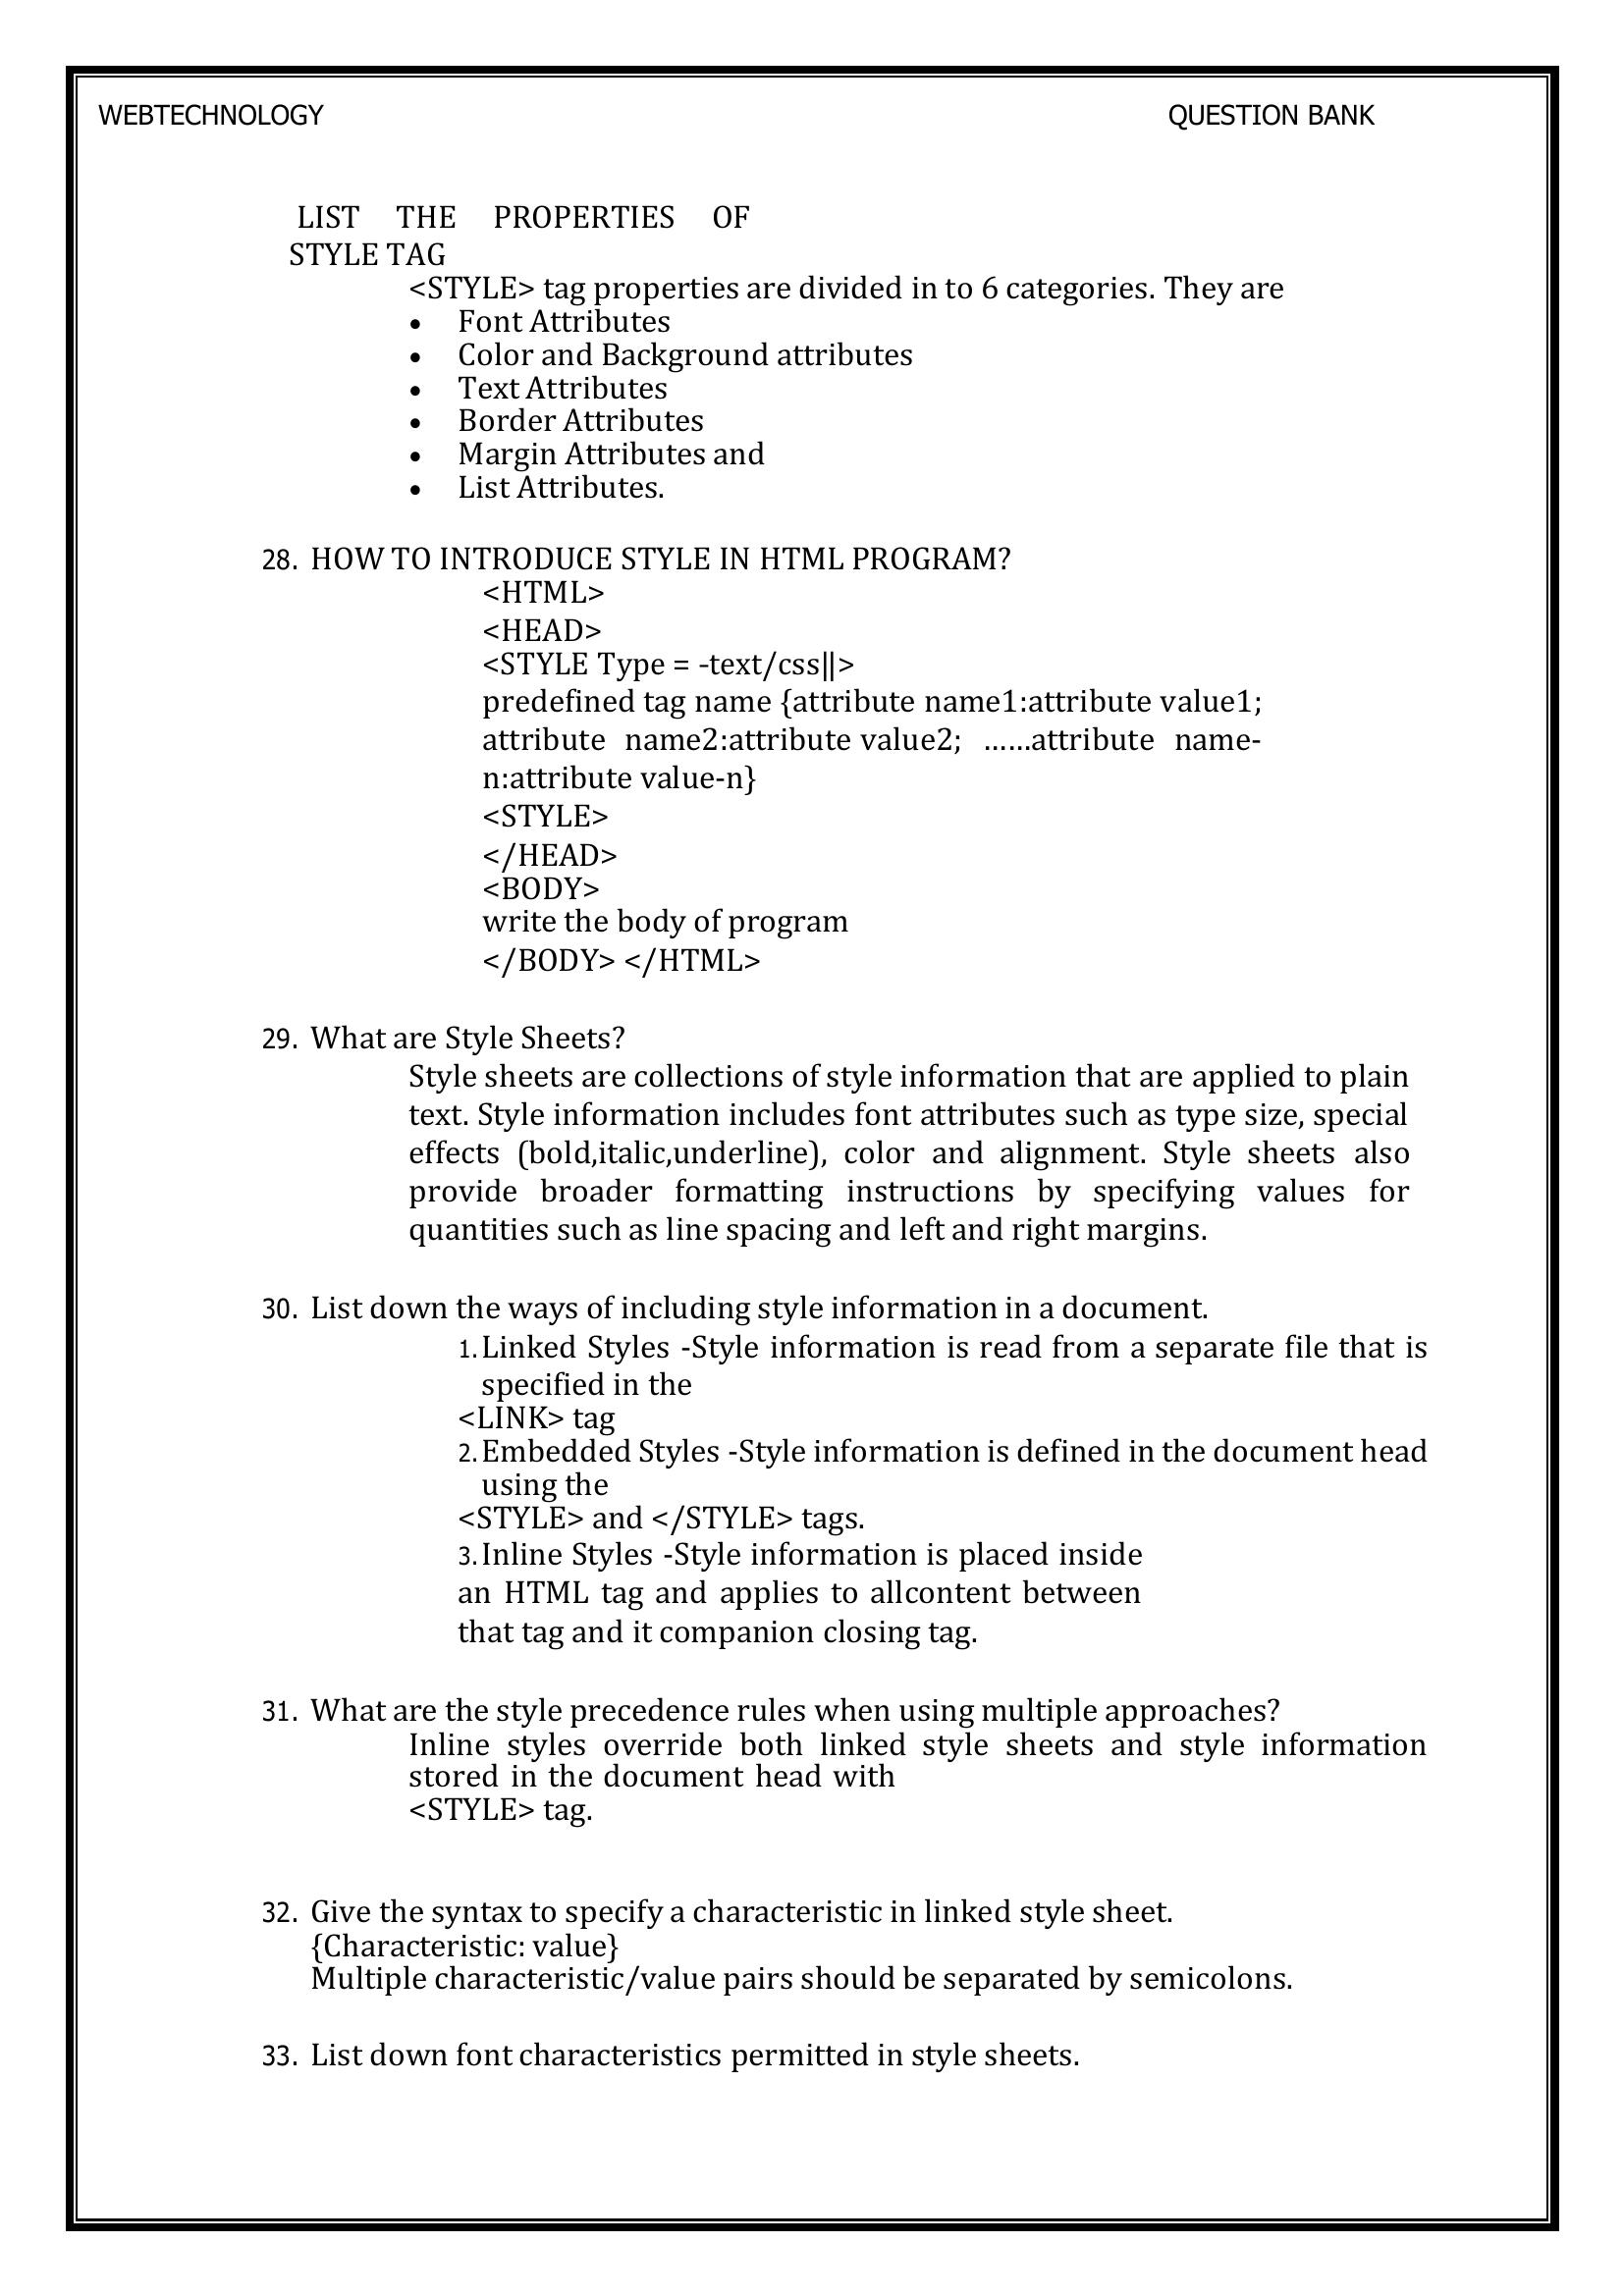 WEBTECHNOLOGY QUESTION BANK
LIST THE PROPERTIES OF
STYLE TAG
<STYLE> tag properties are divided in to 6 categories. They are
• Font Attributes
• Color and Background attributes
• Text Attributes
• Border Attributes
• Margin Attributes and
• List Attributes.
28. HOW TO INTRODUCE STYLE IN HTML PROGRAM?
<HTML>
<HEAD>
<STYLE Type = -text/css‖>
predefined tag name {attribute name1:attribute value1;
attribute name2:attribute value2; ……attribute name-
n:attribute value-n}
<STYLE>
</HEAD>
<BODY>
write the body of program
</BODY> </HTML>
29. What are Style Sheets?
Style sheets are collections of style information that are applied to plain
text. Style information includes font attributes such as type size, special
effects (bold,italic,underline), color and alignment. Style sheets also
provide broader formatting instructions by specifying values for
quantities such as line spacing and left and right margins.
30. List down the ways of including style information in a document.
1. Linked Styles -Style information is read from a separate file that is
specified in the
<LINK> tag
2. Embedded Styles -Style information is defined in the document head
using the
<STYLE> and </STYLE> tags.
3. Inline Styles -Style information is placed inside
an HTML tag and applies to allcontent between
that tag and it companion closing tag.
31. What are the style precedence rules when using multiple approaches?
Inline styles override both linked style sheets and style information
stored in the document head with
<STYLE> tag.
32. Give the syntax to specify a characteristic in linked style sheet.
{Characteristic: value}
Multiple characteristic/value pairs should be separated by semicolons.
33. List down font characteristics permitted in style sheets.